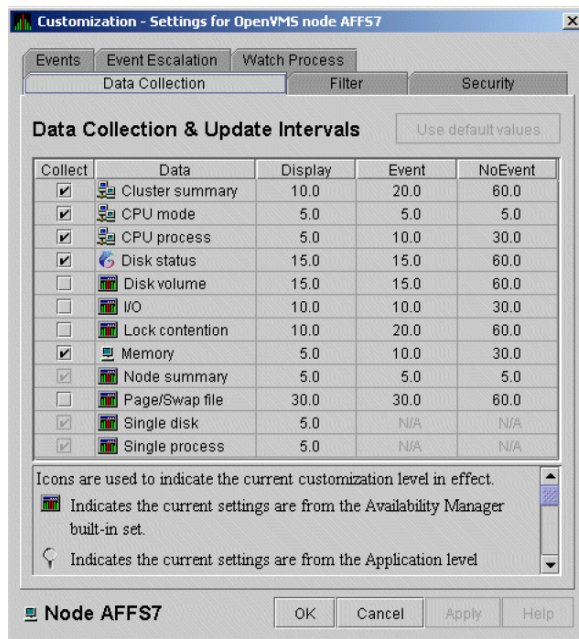 Customization - Settings for OpenVMS node AFFS7
Events Event Escalation Watch Process
Data Collection Filter Security
Data Collection & Update Intervals Use default values
Collect Data Display Event NoEvent
Cluster summary 10.0 20.0 60.0
CPU mode 5.0 5.0 5.0
CPU process 5.0 10.0 30.0
Disk status 15.0 15.0 60.0
Disk volume 15.0 15.0 60.0
I/O 10.0 10.0 30.0
Lock contention 10.0 20.0 60.0
Memory 5.0 10.0 30.0
Node summary 5.0 5.0 5.0
Page/Swap file 30.0 30.0 60.0
Single disk 5.0 N/A N/A
Single process 5.0 N/A N/A
Icons are used to indicate the current customization level in effect.
Indicates the current settings are from the Availability Manager
built-in set.
Indicates the current settings are from the Application level
Node AFFS7 OK Cancel Apply Help